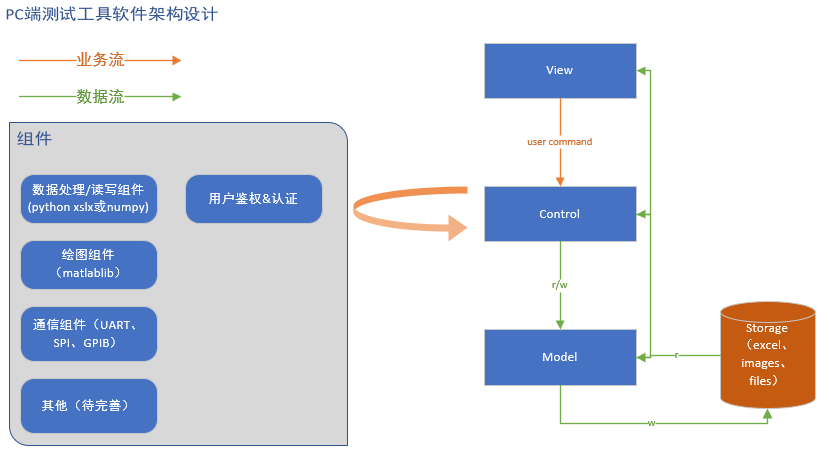 PC端测试工具软件架构设计
业务流
数据流
组件
数据处理/读写组件
(python xslx或numpy)
用户鉴权&认证
绘图组件
（matlablib）
通信组件（UART、
SPI、GPIB）
其他（待完善）
View
user command
Control
r/w
Model
r
w
Storage
（excel、
images、
files）